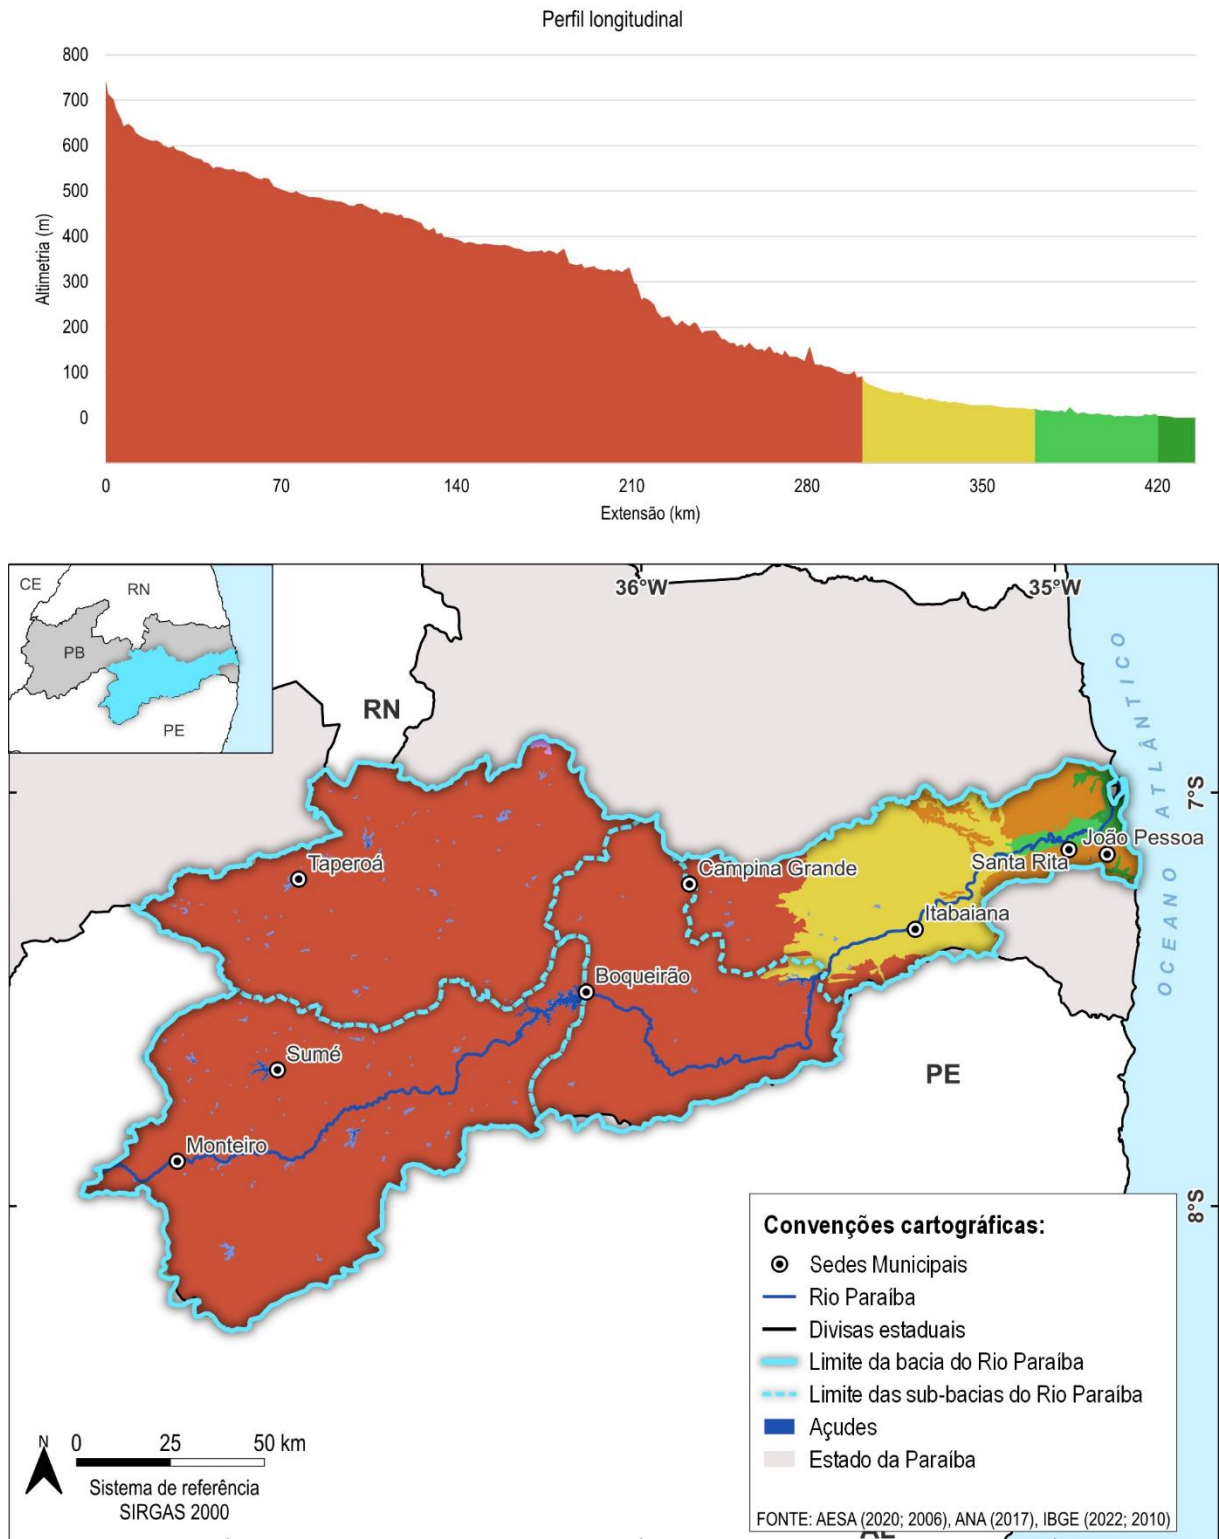 Perfil longitudinal
800
700
600
500
400
300
200
100
0
Altimetria (m)
0 70 140 210 280 350 420
Extensão (km)
CE
RN
PB
PE
36°W
35°W
RN
OCEANO ATLÂNTICO
7°S
Taperoá
Campina Grande
João Pessoa
Santa Rita
Itabaiana
Boqueirão
Sumé
Monteiro
PE
8°S
Convenções cartográficas:
Sedes Municipais
Rio Paraíba
Divisas estaduais
Limite da bacia do Rio Paraíba
Limite das sub-bacias do Rio Paraíba
Açudes
Estado da Paraíba
FONTE: AESA (2020; 2006), ANA (2017), IBGE (2022; 2010)
N
0 25 50 km
Sistema de referência
SIRGAS 2000